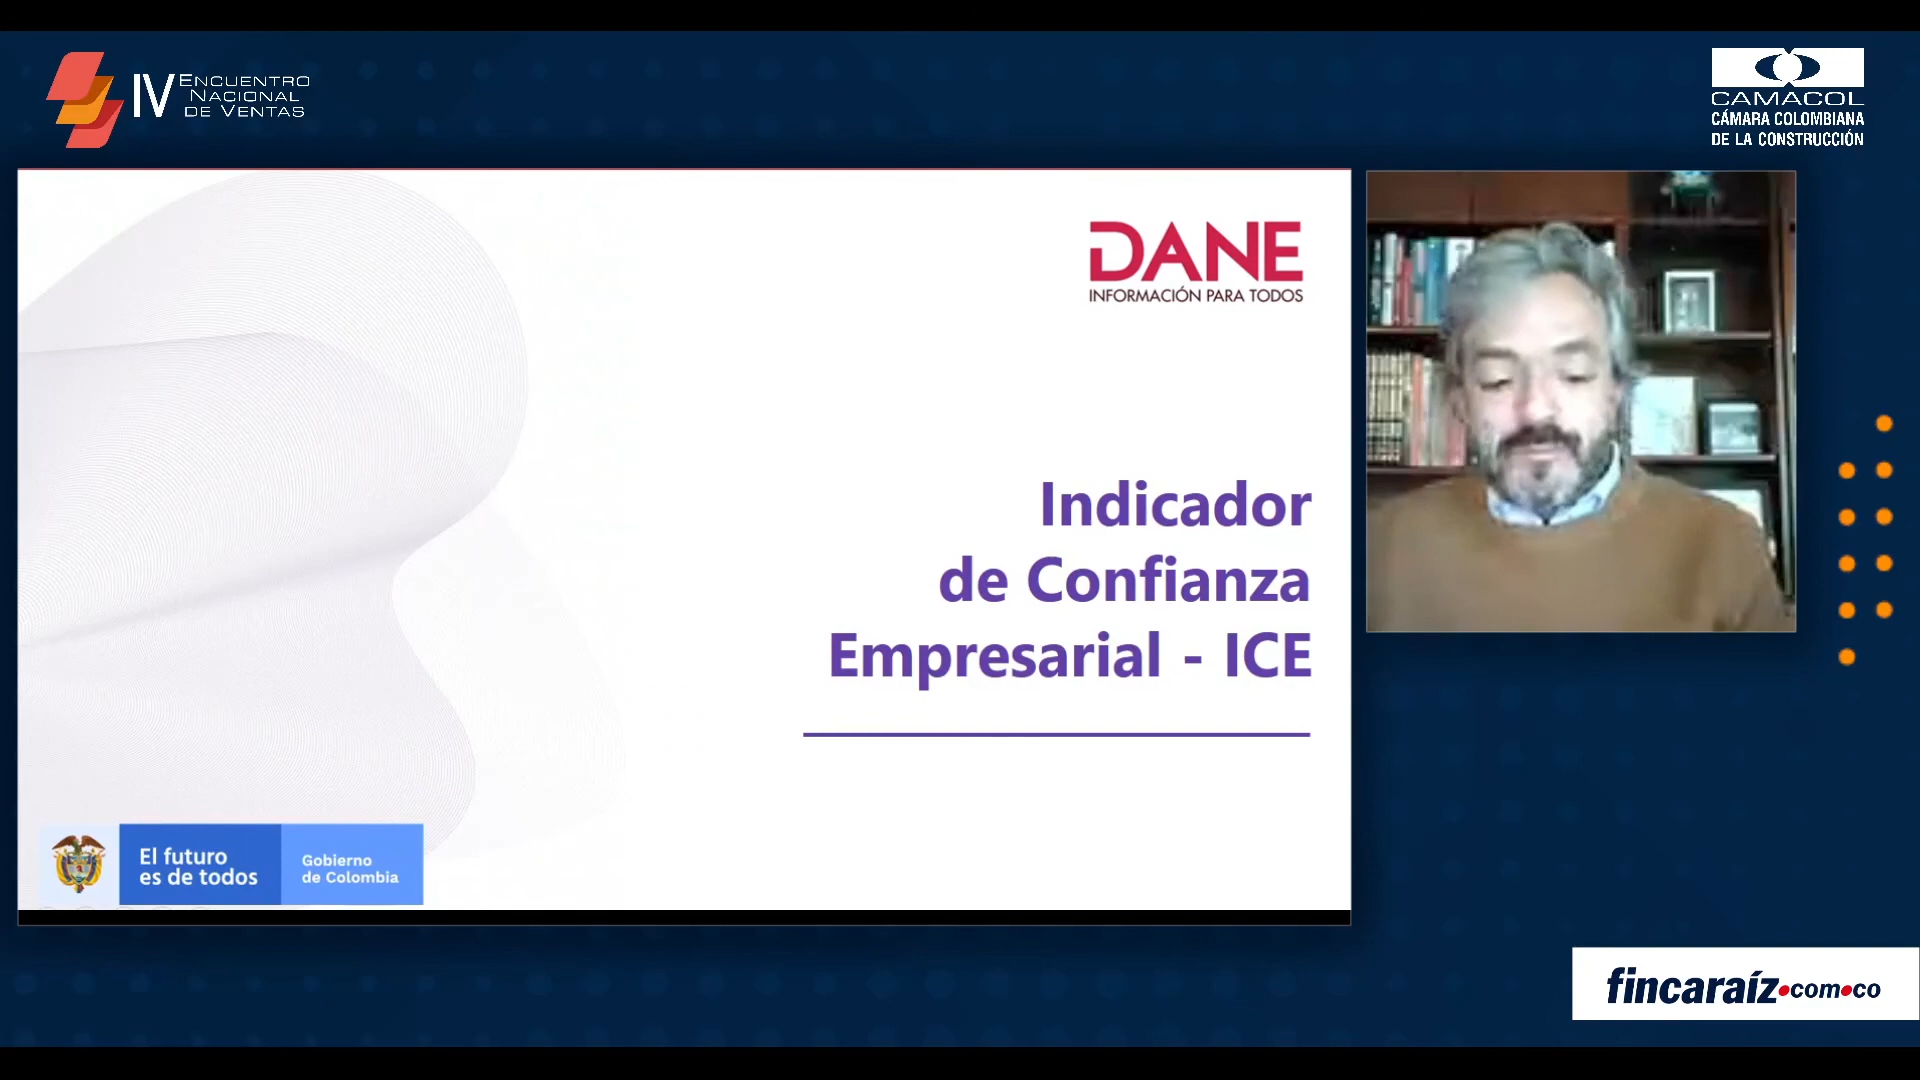 IV ENCUENTRO
NACIONAL
DE VENTAS
CAMACOL
CÁMARA COLOMBIANA
DE LA CONSTRUCCIÓN
DANE
INFORMACIÓN PARA TODOS
Indicador
de Confianza
Empresarial - ICE
El futuro
es de todos
Gobierno
de Colombia
fincaraíz.com.co